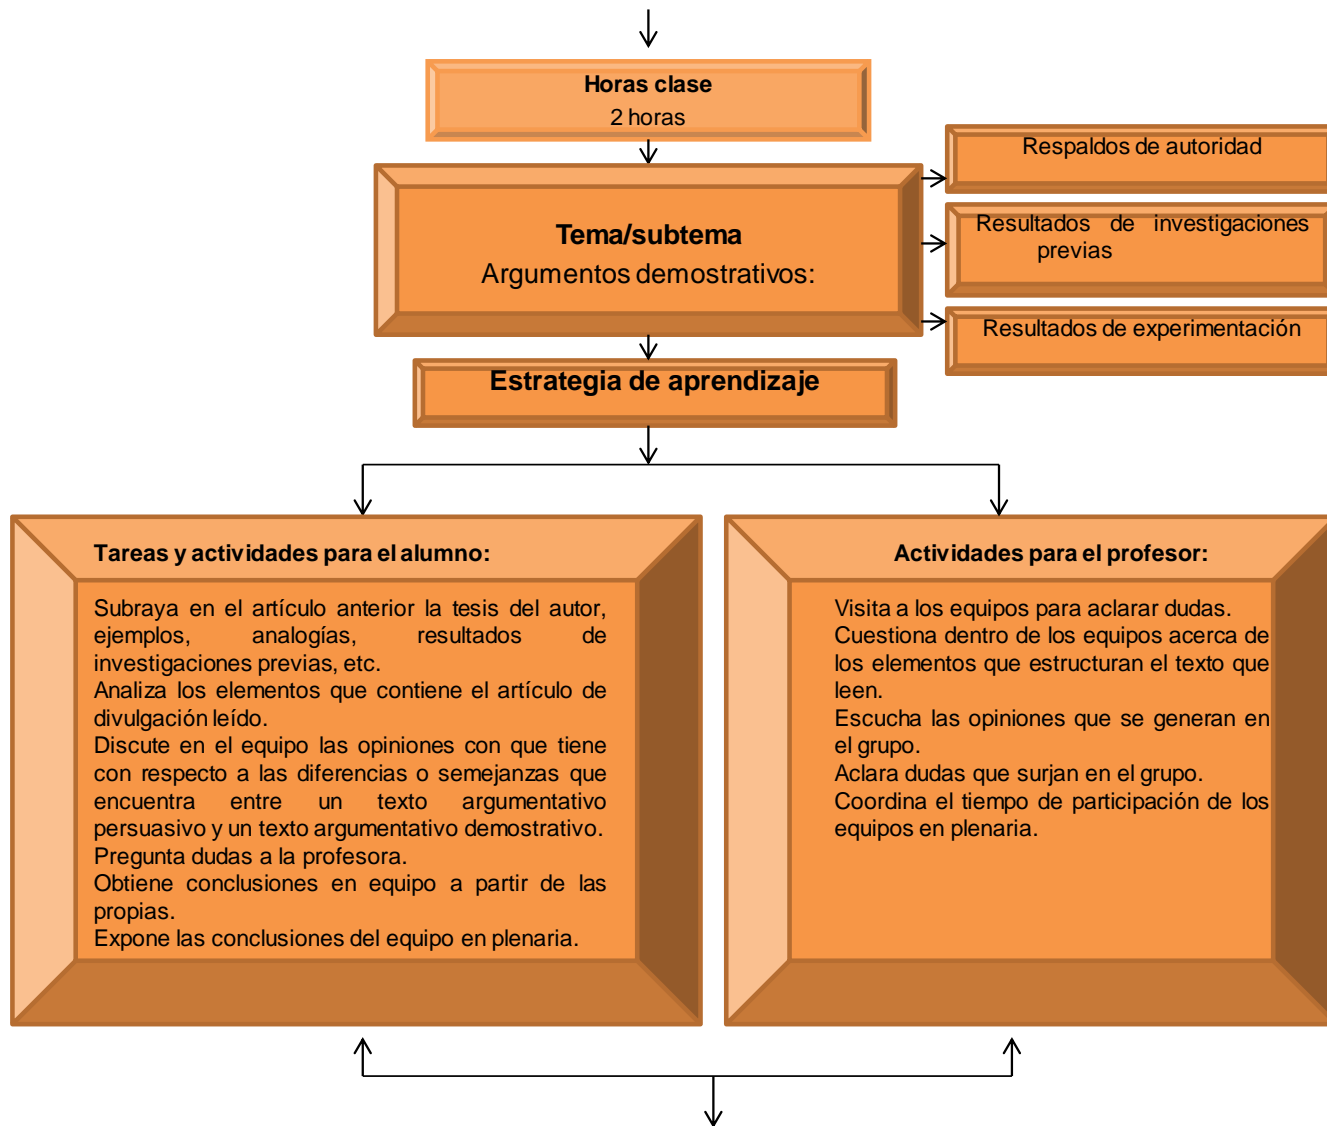 Horas clase
2 horas
Respaldos de autoridad
Resultados de investigaciones
previas
Resultados de experimentación
Tema/subtema
Argumentos demostrativos:
Estrategia de aprendizaje
Tareas y actividades para el alumno:
Subraya en el artículo anterior la tesis del autor,
ejemplos, analogías, resultados de
investigaciones previas, etc.
Analiza los elementos que contiene el artículo de
divulgación leído.
Discute en el equipo las opiniones con que tiene
con respecto a las diferencias o semejanzas que
encuentra entre un texto argumentativo
persuasivo y un texto argumentativo demostrativo.
Pregunta dudas a la profesora.
Obtiene conclusiones en equipo a partir de las
propias.
Expone las conclusiones del equipo en plenaria.
Actividades para el profesor:
Visita a los equipos para aclarar dudas.
Cuestiona dentro de los equipos acerca de
los elementos que estructuran el texto que
leen.
Escucha las opiniones que se generan en
el grupo.
Aclara dudas que surjan en el grupo.
Coordina el tiempo de participación de los
equipos en plenaria.